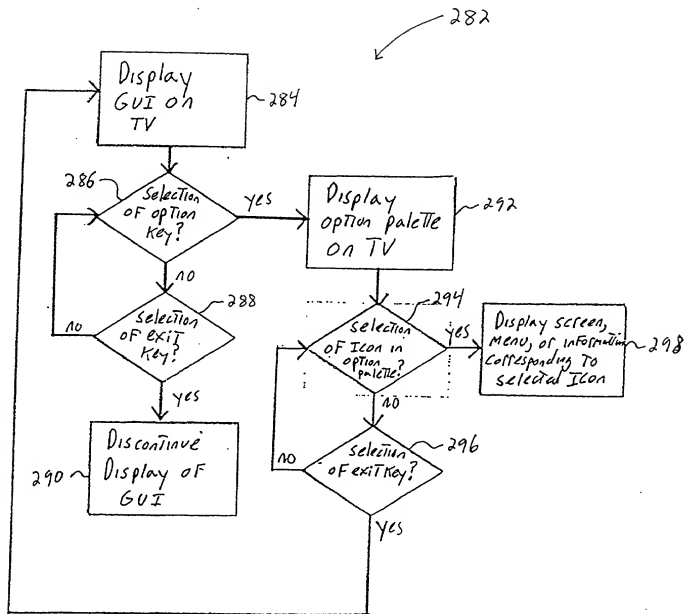 282
Display
GUI on
TV
284
286
Selection
of option
Key?
yes
no
Display
option palette
on TV
292
288
Selection
of exit
Key?
no
yes
294
Selection
of Icon in
option
palette?
yes
no
Display screen,
menu, or information
corresponding to
selected Icon
298
290
Discontinue
Display of
GUI
296
Selection
of exit Key?
no
yes